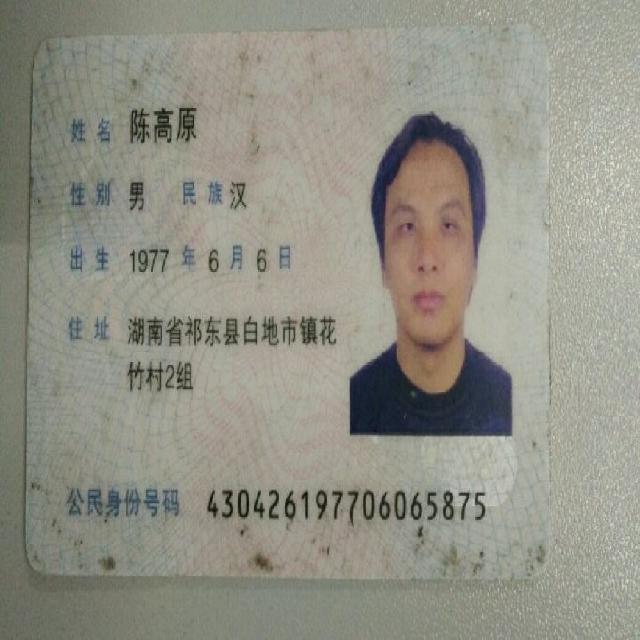 姓名 陈高原
性别 男 民族 汉
出生 1977 年 6 月 6 日
住址 湖南省祁东县白地市镇花
竹村2组
公民身份号码 430426197706065875